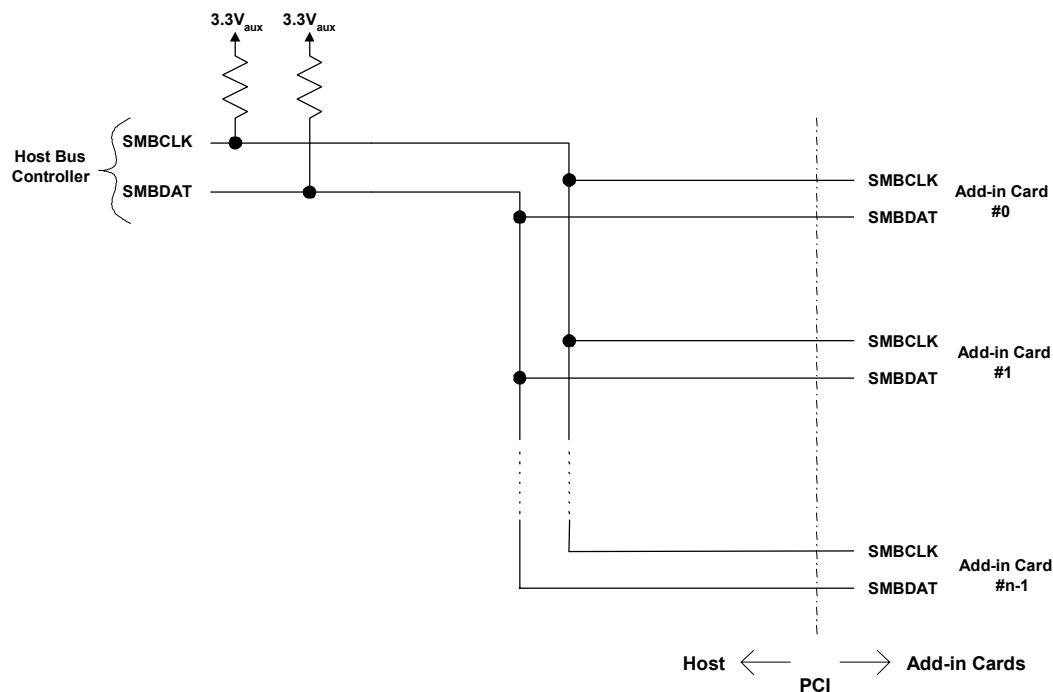 3.3Vaux 3.3Vaux
SMBCLK
Host Bus
Controller
SMBDAT
SMBCLK
Add-in Card
#0
SMBDAT
SMBCLK
Add-in Card
#1
SMBDAT
SMBCLK
Add-in Card
#n-1
SMBDAT
Host
Add-in Cards
PCI